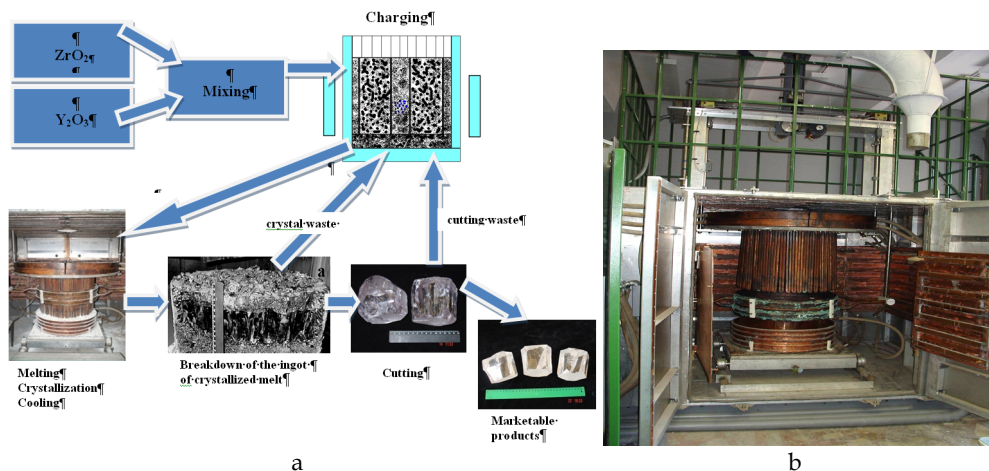 Charging¶
¶
ZrO₂¶
¶
¶
Mixing¶
¶
Y₂O₃¶
¶
¶
crystal·waste·
cutting·waste¶
a
Melting¶
Crystallization¶
Cooling¶
Breakdown·of·the·ingot·¶
of·crystallized·melt¶
Cutting¶
Marketable·
products¶
a
b